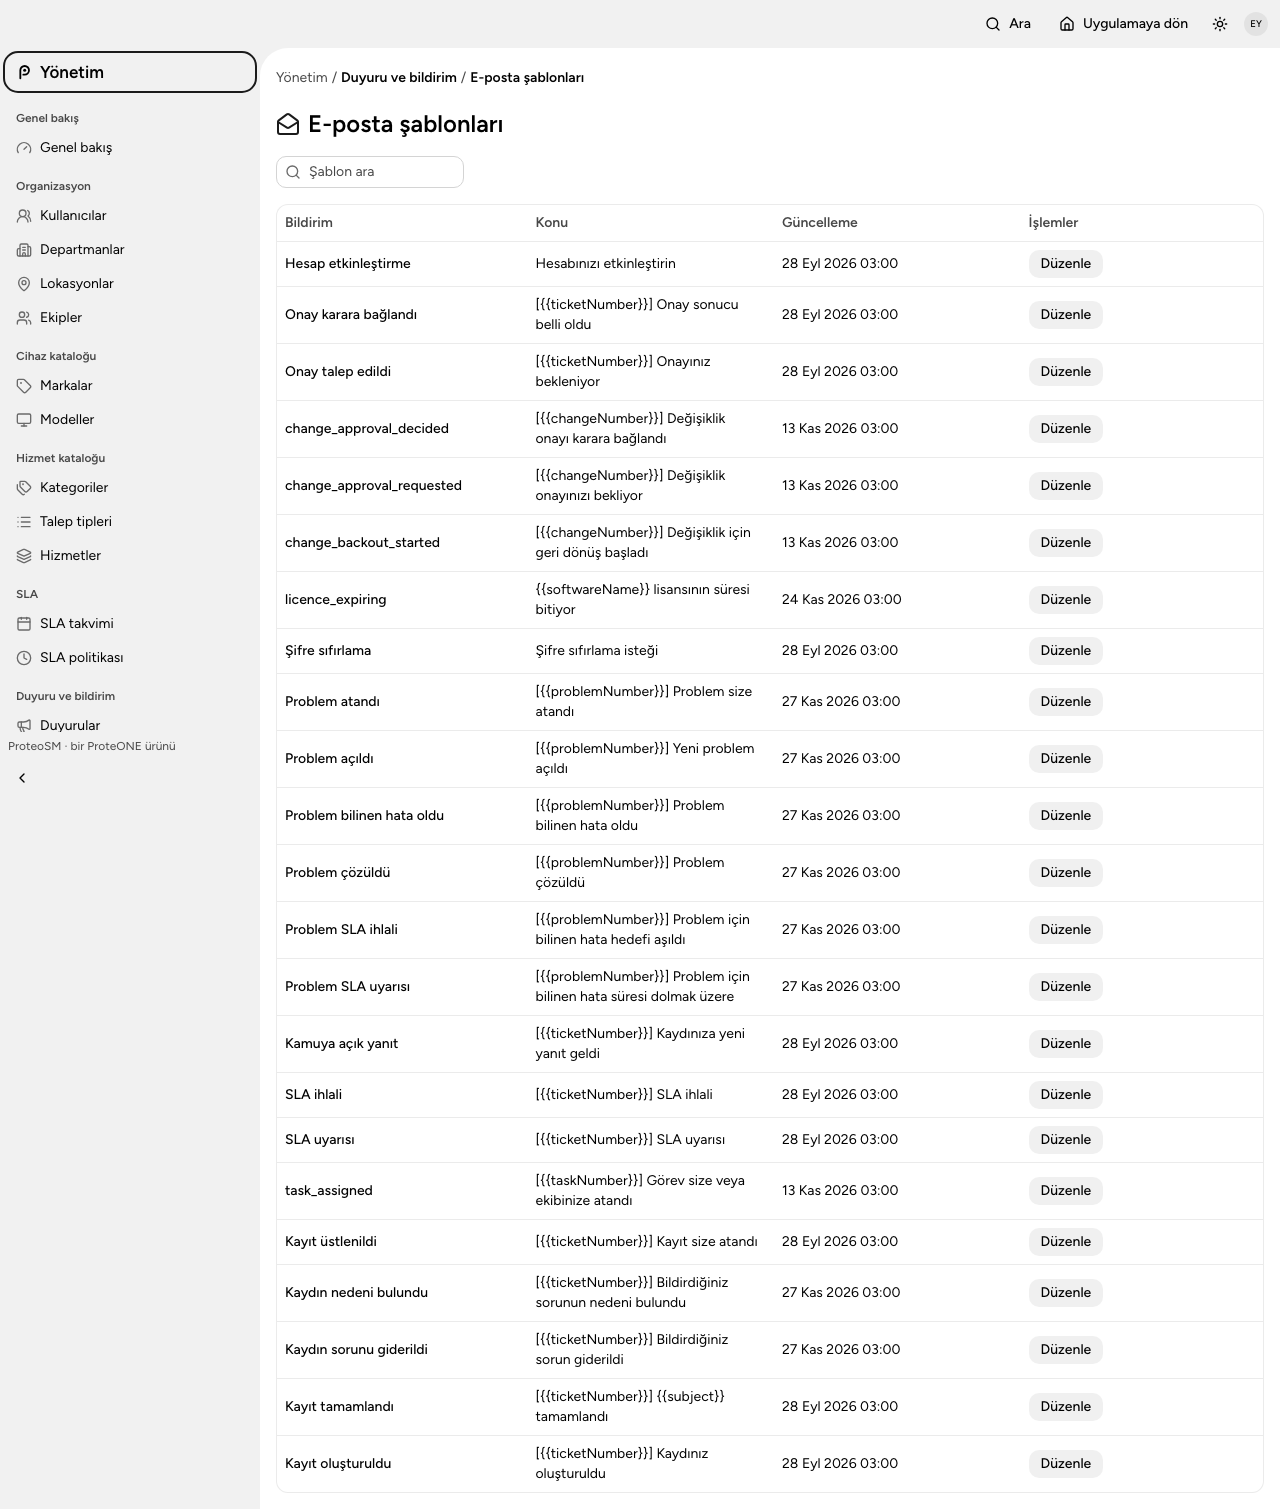 Ara
Uygulamaya dön
EY
Yönetim
Genel bakış
Genel bakış
Organizasyon
Kullanıcılar
Departmanlar
Lokasyonlar
Ekipler
Cihaz kataloğu
Markalar
Modeller
Hizmet kataloğu
Kategoriler
Talep tipleri
Hizmetler
SLA
SLA takvimi
SLA politikası
Duyuru ve bildirim
Duyurular
ProteoSM · bir ProteONE ürünü
Yönetim / Duyuru ve bildirim / E-posta şablonları
E-posta şablonları
Şablon ara
Bildirim Konu Güncelleme İşlemler
Hesap etkinleştirme Hesabınızı etkinleştirin 28 Eyl 2026 03:00 Düzenle
Onay karara bağlandı [{{ticketNumber}}] Onay sonucu
belli oldu 28 Eyl 2026 03:00 Düzenle
Onay talep edildi [{{ticketNumber}}] Onayınız
bekleniyor 28 Eyl 2026 03:00 Düzenle
change_approval_decided [{{changeNumber}}] Değişiklik
onayı karara bağlandı 13 Kas 2026 03:00 Düzenle
change_approval_requested [{{changeNumber}}] Değişiklik
onayınızı bekliyor 13 Kas 2026 03:00 Düzenle
change_backout_started [{{changeNumber}}] Değişiklik için
geri dönüş başladı 13 Kas 2026 03:00 Düzenle
licence_expiring {{softwareName}} lisansının süresi
bitiyor 24 Kas 2026 03:00 Düzenle
Şifre sıfırlama Şifre sıfırlama isteği 28 Eyl 2026 03:00 Düzenle
Problem atandı [{{problemNumber}}] Problem size
atandı 27 Kas 2026 03:00 Düzenle
Problem açıldı [{{problemNumber}}] Yeni problem
açıldı 27 Kas 2026 03:00 Düzenle
Problem bilinen hata oldu [{{problemNumber}}] Problem
bilinen hata oldu 27 Kas 2026 03:00 Düzenle
Problem çözüldü [{{problemNumber}}] Problem
çözüldü 27 Kas 2026 03:00 Düzenle
Problem SLA ihlali [{{problemNumber}}] Problem için
bilinen hata hedefi aşıldı 27 Kas 2026 03:00 Düzenle
Problem SLA uyarısı [{{problemNumber}}] Problem için
bilinen hata süresi dolmak üzere 27 Kas 2026 03:00 Düzenle
Kamuya açık yanıt [{{ticketNumber}}] Kaydınıza yeni
yanıt geldi 28 Eyl 2026 03:00 Düzenle
SLA ihlali [{{ticketNumber}}] SLA ihlali 28 Eyl 2026 03:00 Düzenle
SLA uyarısı [{{ticketNumber}}] SLA uyarısı 28 Eyl 2026 03:00 Düzenle
task_assigned [{{taskNumber}}] Görev size veya
ekibinize atandı 13 Kas 2026 03:00 Düzenle
Kayıt üstlenildi [{{ticketNumber}}] Kayıt size atandı 28 Eyl 2026 03:00 Düzenle
Kaydın nedeni bulundu [{{ticketNumber}}] Bildirdiğiniz
sorunun nedeni bulundu 27 Kas 2026 03:00 Düzenle
Kaydın sorunu giderildi [{{ticketNumber}}] Bildirdiğiniz
sorun giderildi 27 Kas 2026 03:00 Düzenle
Kayıt tamamlandı [{{ticketNumber}}] {{subject}}
tamamlandı 28 Eyl 2026 03:00 Düzenle
Kayıt oluşturuldu [{{ticketNumber}}] Kaydınız
oluşturuldu 28 Eyl 2026 03:00 Düzenle